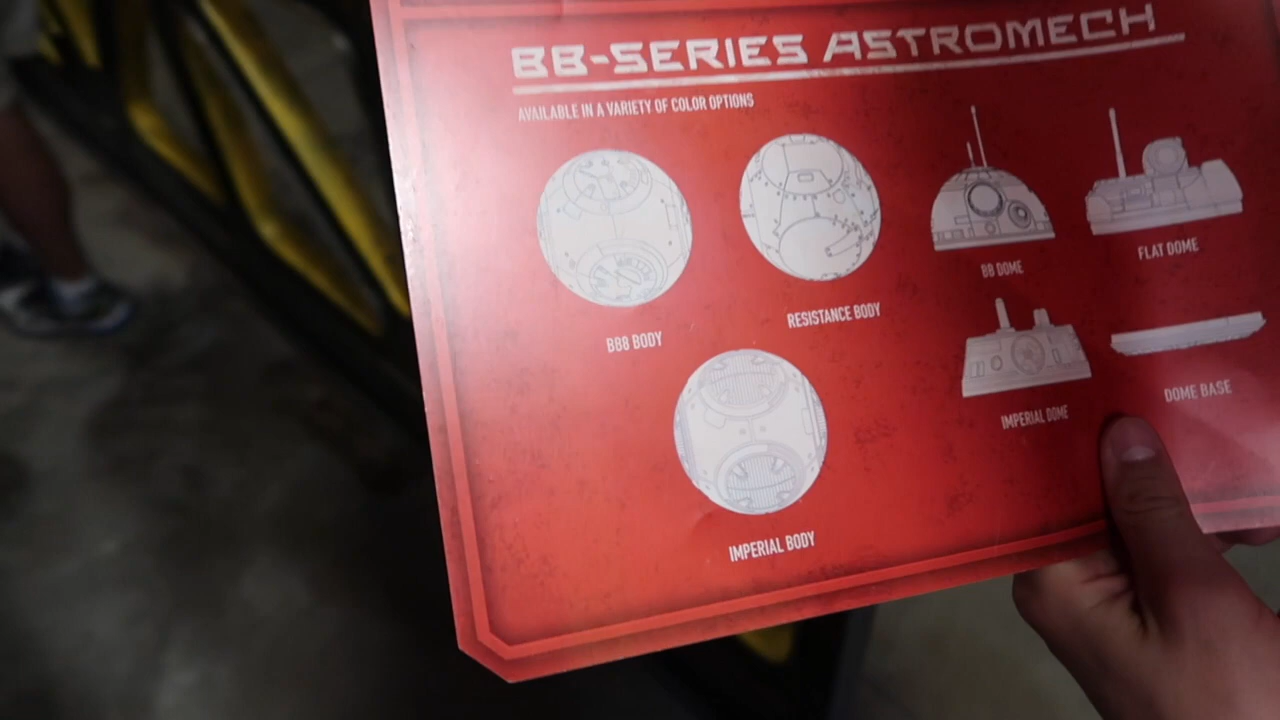 BB-SERIES ASTROMECH
AVAILABLE IN A VARIETY OF COLOR OPTIONS
BB8 BODY
RESISTANCE BODY
BB DOME
FLAT DOME
IMPERIAL BODY
IMPERIAL DOME
DOME BASE